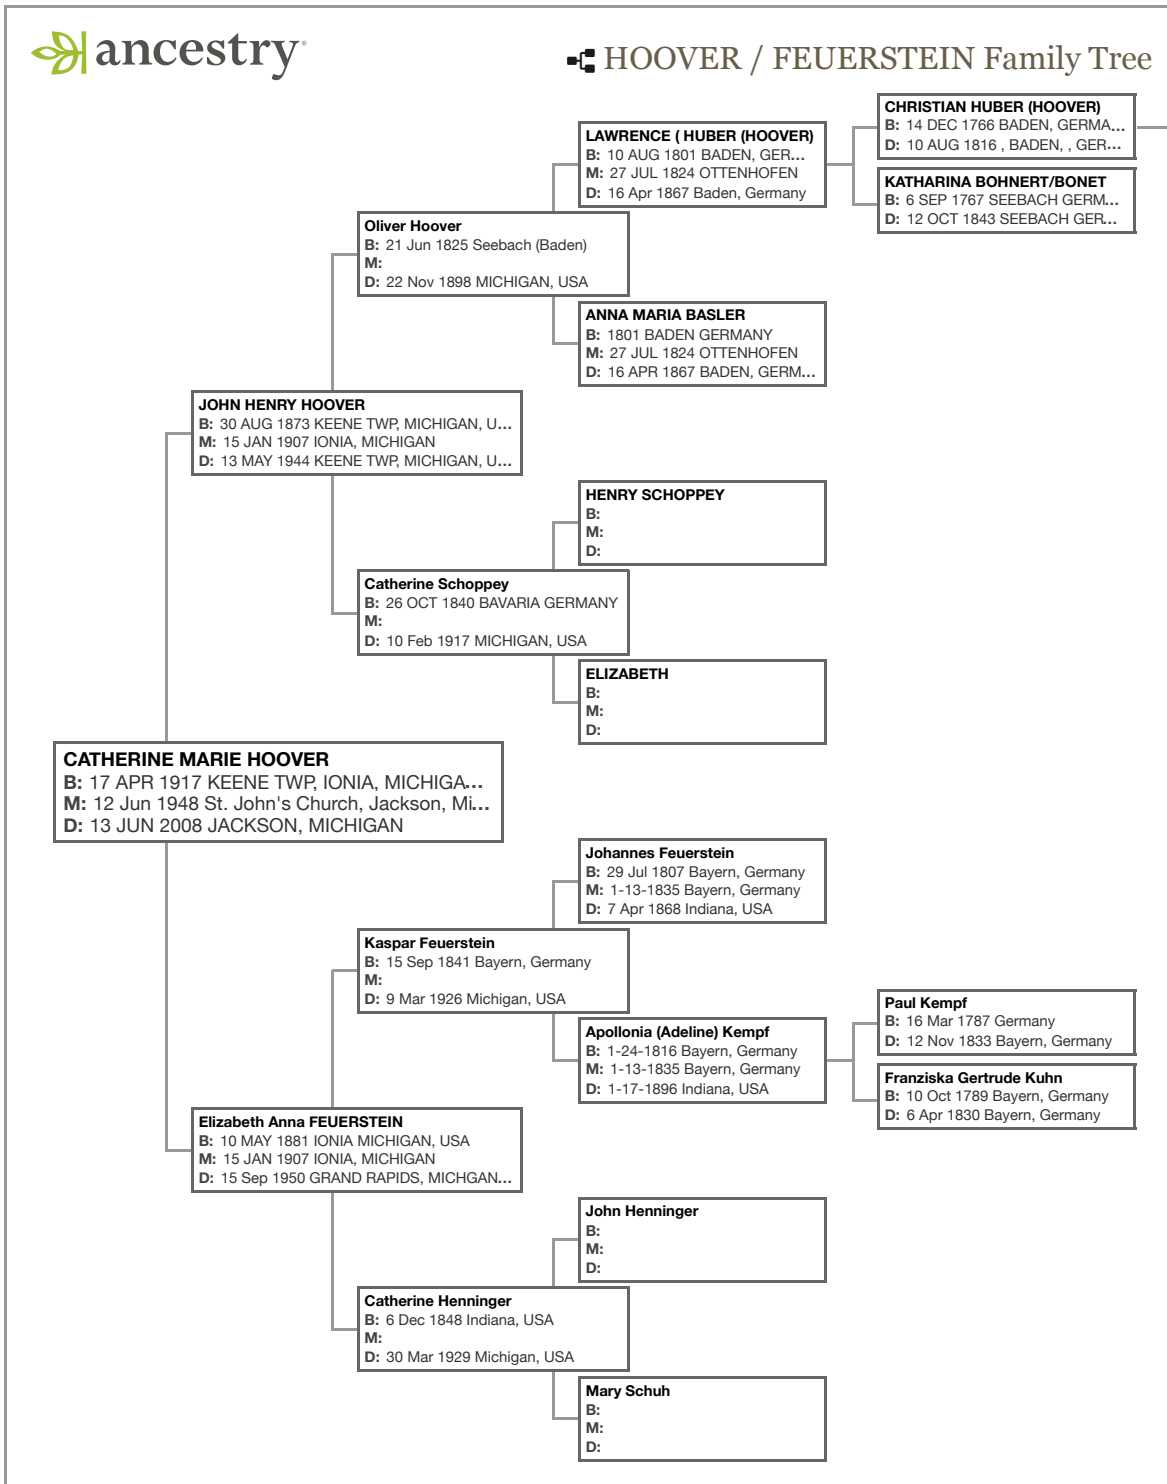 ancestry
HOOVER / FEUERSTEIN Family Tree
CHRISTIAN HUBER (HOOVER)
B: 14 DEC 1766 BADEN, GERMA...
D: 10 AUG 1816 , BADEN, , GER...
LAWRENCE ( HUBER (HOOVER)
B: 10 AUG 1801 BADEN, GER...
M: 27 JUL 1824 OTTENHOFEN
D: 16 Apr 1867 Baden, Germany
KATHARINA BOHNERT/BONET
B: 6 SEP 1767 SEEBACH GERM...
D: 12 OCT 1843 SEEBACH GER...
Oliver Hoover
B: 21 Jun 1825 Seebach (Baden)
M:
D: 22 Nov 1898 MICHIGAN, USA
ANNA MARIA BASLER
B: 1801 BADEN GERMANY
M: 27 JUL 1824 OTTENHOFEN
D: 16 APR 1867 BADEN, GERM...
JOHN HENRY HOOVER
B: 30 AUG 1873 KEENE TWP, MICHIGAN, U...
M: 15 JAN 1907 IONIA, MICHIGAN
D: 13 MAY 1944 KEENE TWP, MICHIGAN, U...
HENRY SCHOPPEY
B:
M:
D:
Catherine Schoppey
B: 26 OCT 1840 BAVARIA GERMANY
M:
D: 10 Feb 1917 MICHIGAN, USA
ELIZABETH
B:
M:
D:
CATHERINE MARIE HOOVER
B: 17 APR 1917 KEENE TWP, IONIA, MICHIGA...
M: 12 Jun 1948 St. John's Church, Jackson, Mi...
D: 13 JUN 2008 JACKSON, MICHIGAN
Johannes Feuerstein
B: 29 Jul 1807 Bayern, Germany
M: 1-13-1835 Bayern, Germany
D: 7 Apr 1868 Indiana, USA
Kaspar Feuerstein
B: 15 Sep 1841 Bayern, Germany
M:
D: 9 Mar 1926 Michigan, USA
Paul Kempf
B: 16 Mar 1787 Germany
D: 12 Nov 1833 Bayern, Germany
Apollonia (Adeline) Kempf
B: 1-24-1816 Bayern, Germany
M: 1-13-1835 Bayern, Germany
D: 1-17-1896 Indiana, USA
Franziska Gertrude Kuhn
B: 10 Oct 1789 Bayern, Germany
D: 6 Apr 1830 Bayern, Germany
Elizabeth Anna FEUERSTEIN
B: 10 MAY 1881 IONIA MICHIGAN, USA
M: 15 JAN 1907 IONIA, MICHIGAN
D: 15 Sep 1950 GRAND RAPIDS, MICHGAN...
John Henninger
B:
M:
D:
Catherine Henninger
B: 6 Dec 1848 Indiana, USA
M:
D: 30 Mar 1929 Michigan, USA
Mary Schuh
B:
M:
D: